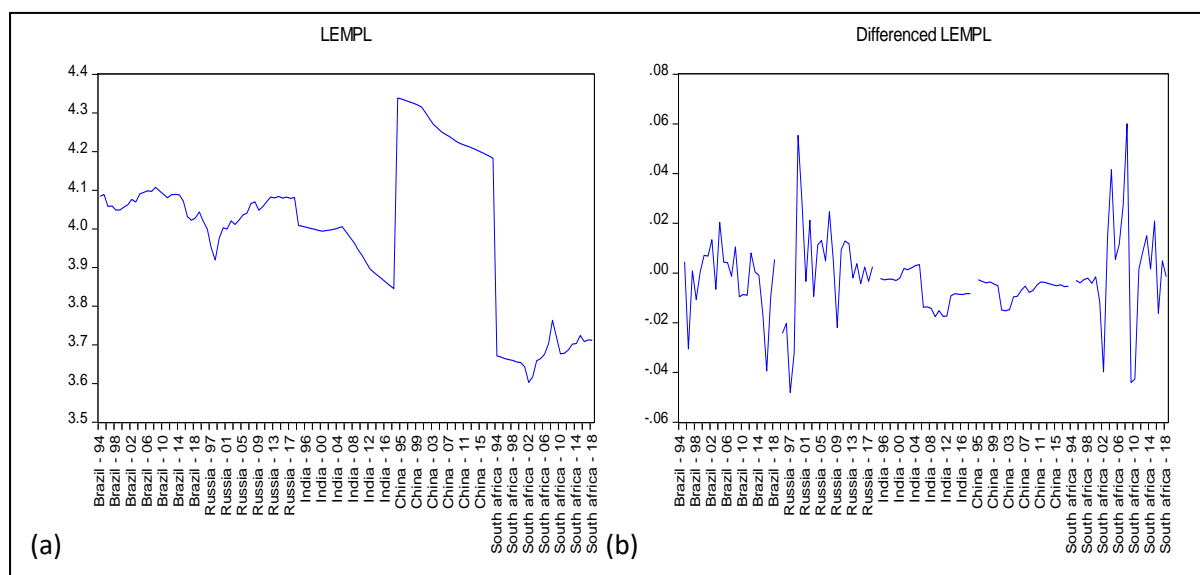 LEMPL
4.4
4.3
4.2
4.1
4.0
3.9
3.8
3.7
3.6
3.5
Brazil - 94
Brazil - 98
Brazil - 02
Brazil - 06
Brazil - 10
Brazil - 14
Brazil - 18
Russia - 97
Russia - 01
Russia - 05
Russia - 09
Russia - 13
Russia - 17
India - 96
India - 00
India - 04
India - 08
India - 12
India - 16
China - 95
China - 99
China - 03
China - 07
China - 11
China - 15
South africa - 94
South africa - 98
South africa - 02
South africa - 06
South africa - 10
South africa - 14
South africa - 18
(a)
Differenced LEMPL
.08
.06
.04
.02
.00
-.02
-.04
-.06
Brazil - 94
Brazil - 98
Brazil - 02
Brazil - 06
Brazil - 10
Brazil - 14
Brazil - 18
Russia - 97
Russia - 01
Russia - 05
Russia - 09
Russia - 13
Russia - 17
India - 96
India - 00
India - 04
India - 08
India - 12
India - 16
China - 95
China - 99
China - 03
China - 07
China - 11
China - 15
South africa - 94
South africa - 98
South africa - 02
South africa - 06
South africa - 10
South africa - 14
South africa - 18
(b)